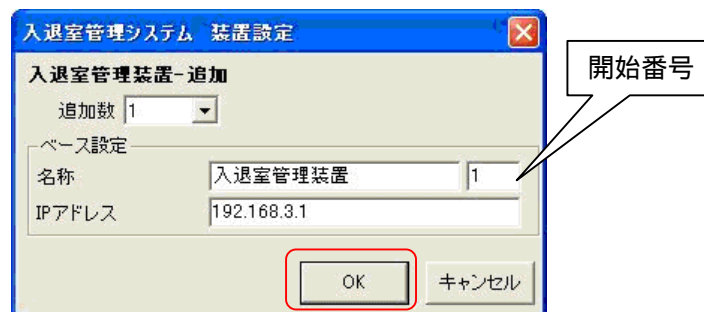 入退室管理システム 装置設定
入退室管理装置-追加
追加数 1
ベース設定
名称 入退室管理装置 1
IPアドレス 192.168.3.1
OK キャンセル
開始番号